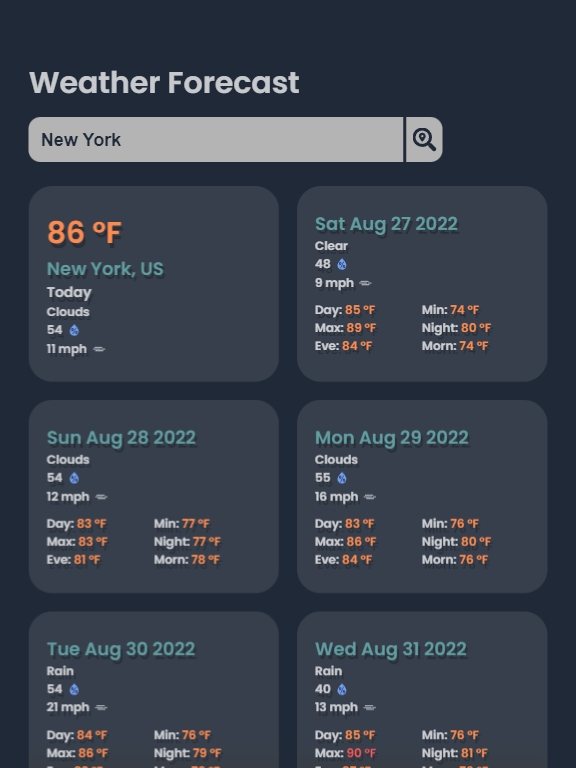 Weather Forecast
New York
86 °F
New York, US
Today
Clouds
54
11 mph
Sat Aug 27 2022
Clear
48
9 mph
Day: 85 °F Min: 74 °F
Max: 89 °F Night: 80 °F
Eve: 84 °F Morn: 74 °F
Sun Aug 28 2022
Clouds
54
12 mph
Day: 83 °F Min: 77 °F
Max: 83 °F Night: 77 °F
Eve: 81 °F Morn: 78 °F
Mon Aug 29 2022
Clouds
55
16 mph
Day: 83 °F Min: 76 °F
Max: 86 °F Night: 80 °F
Eve: 84 °F Morn: 76 °F
Tue Aug 30 2022
Rain
54
21 mph
Day: 84 °F Min: 76 °F
Max: 86 °F Night: 79 °F
Wed Aug 31 2022
Rain
40
13 mph
Day: 85 °F Min: 76 °F
Max: 90 °F Night: 81 °F